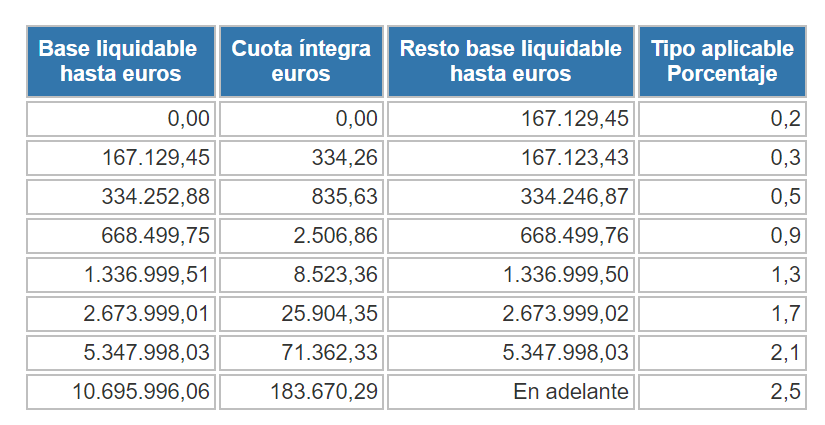 Base liquidable hasta euros Cuota íntegra euros Resto base liquidable hasta euros Tipo aplicable Porcentaje
0,00 0,00 167.129,45 0,2
167.129,45 334,26 167.123,43 0,3
334.252,88 835,63 334.246,87 0,5
668.499,75 2.506,86 668.499,76 0,9
1.336.999,51 8.523,36 1.336.999,50 1,3
2.673.999,01 25.904,35 2.673.999,02 1,7
5.347.998,03 71.362,33 5.347.998,03 2,1
10.695.996,06 183.670,29 En adelante 2,5